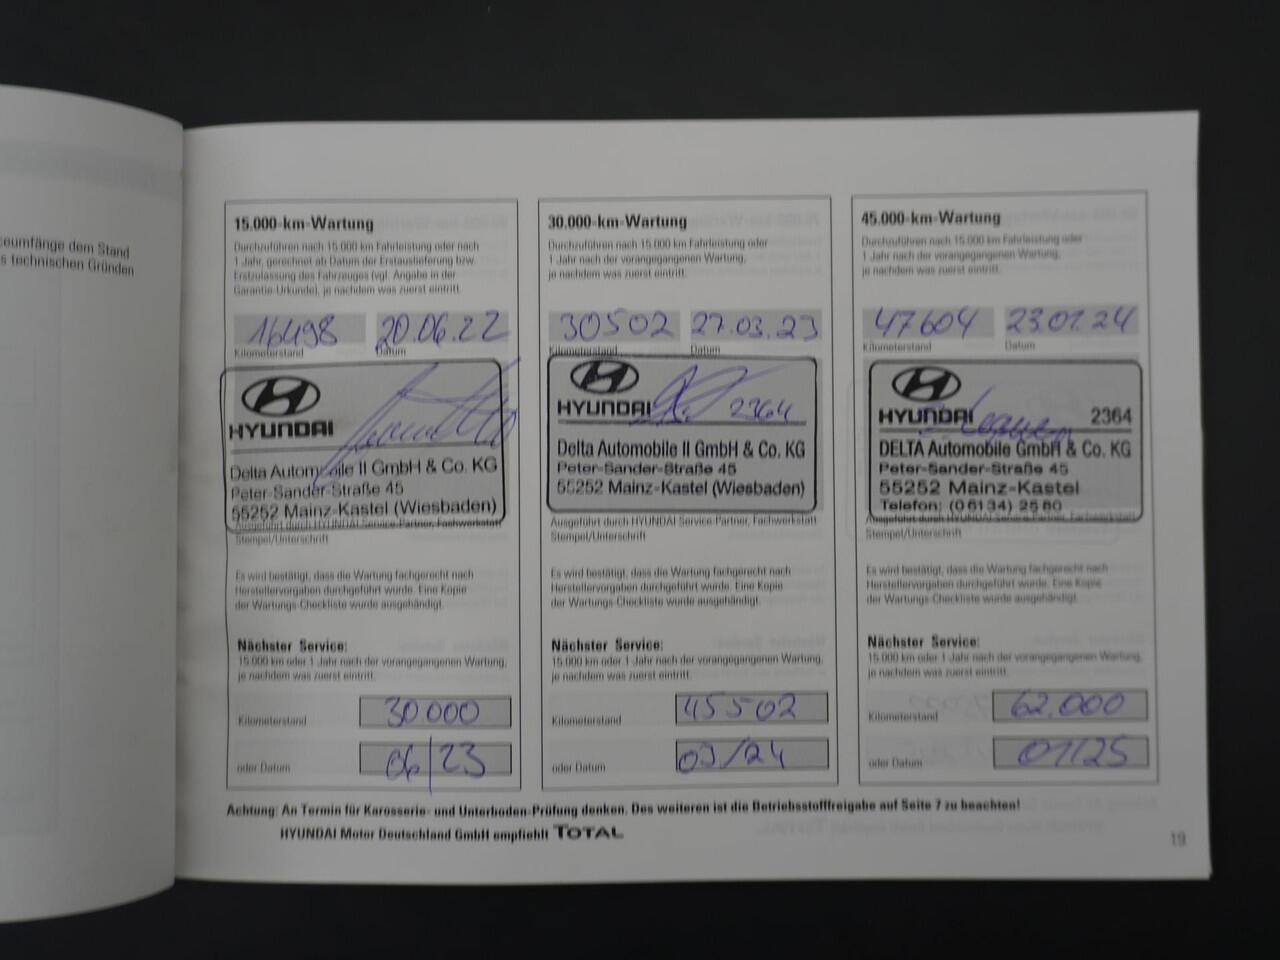 ceumfänge dem Stand
s technischen Gründen
15.000-km-Wartung
Durchzuführen nach 15.000 km Fahrleistung oder nach
1 Jahr, gerechnet ab Datum der Erstauslieferung bzw.
Erstzulassung des Fahrzeuges (vgl. Angabe in der
Garantie-Urkunde), je nachdem was zuerst eintritt.
16498 20.06.22
Kilometerstand Datum
HYUNDAI
Delta Automobile II GmbH & Co. KG
Peter-Sander-Straße 45
55252 Mainz-Kastel (Wiesbaden)
Ausgeführt durch HYUNDAI Service-Partner, Fachwerkstatt
Stempel/Unterschrift
Es wird bestätigt, dass die Wartung fachgerecht nach
Herstellervorgaben durchgeführt wurde. Eine Kopie
der Wartungs-Checkliste wurde ausgehändigt.
Nächster Service:
15.000 km oder 1 Jahr nach der vorangegangenen Wartung,
je nachdem was zuerst eintritt.
Kilometerstand 30000
oder Datum 06/23
30.000-km-Wartung
Durchzuführen nach 15.000 km Fahrleistung oder
1 Jahr nach der vorangegangenen Wartung,
je nachdem was zuerst eintritt.
30502 27.03.23
Kilometerstand Datum
HYUNDAI 2364
Delta Automobile II GmbH & Co. KG
Peter-Sander-Straße 45
55252 Mainz-Kastel (Wiesbaden)
Ausgeführt durch HYUNDAI Service-Partner, Fachwerkstatt
Stempel/Unterschrift
Es wird bestätigt, dass die Wartung fachgerecht nach
Herstellervorgaben durchgeführt wurde. Eine Kopie
der Wartungs-Checkliste wurde ausgehändigt.
Nächster Service:
15.000 km oder 1 Jahr nach der vorangegangenen Wartung,
je nachdem was zuerst eintritt.
Kilometerstand 45502
oder Datum 03/24
45.000-km-Wartung
Durchzuführen nach 15.000 km Fahrleistung oder
1 Jahr nach der vorangegangenen Wartung,
je nachdem was zuerst eintritt.
47604 23.01.24
Kilometerstand Datum
HYUNDAI 2364
DELTA Automobile GmbH & Co. KG
Peter-Sander-Straße 45
55252 Mainz-Kastel
Telefon: (06134) 2580
Ausgeführt durch HYUNDAI Service-Partner, Fachwerkstatt
Stempel/Unterschrift
Es wird bestätigt, dass die Wartung fachgerecht nach
Herstellervorgaben durchgeführt wurde. Eine Kopie
der Wartungs-Checkliste wurde ausgehändigt.
Nächster Service:
15.000 km oder 1 Jahr nach der vorangegangenen Wartung,
je nachdem was zuerst eintritt.
Kilometerstand 62.000
oder Datum 01/25
Achtung: An Termin für Karosserie- und Unterboden-Prüfung denken. Des weiteren ist die Betriebsstofffreigabe auf Seite 7 zu beachten!
HYUNDAI Motor Deutschland GmbH empfiehlt TOTAL
19